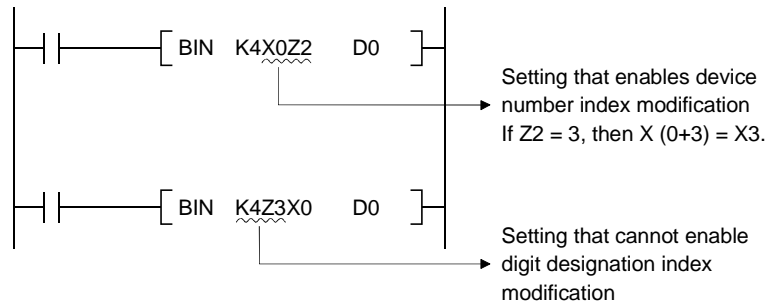 BIN K4X0Z2 D0
Setting that enables device
number index modification
If Z2 = 3, then X (0+3) = X3.
BIN K4Z3X0 D0
Setting that cannot enable
digit designation index
modification